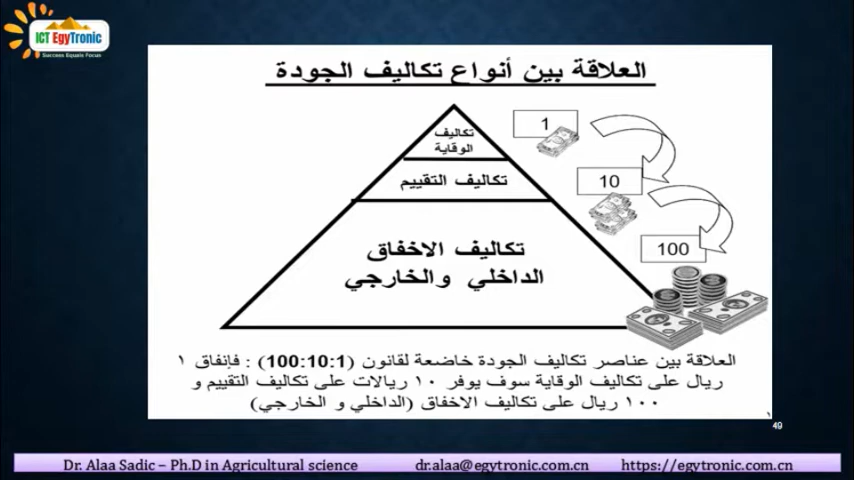 ICT EgyTronic
Success Equals Focus
العلاقة بين أنواع تكاليف الجودة
تكاليف
الوقاية
1
تكاليف التقييم
10
تكاليف الاخفاق
الداخلي والخارجي
100
العلاقة بين عناصر تكاليف الجودة خاضعة لقانون (100:10:1) : فإنفاق ١
ريال على تكاليف الوقاية سوف يوفر ١٠ ريالات على تكاليف التقييم و
١٠٠ ريال على تكاليف الاخفاق (الداخلي و الخارجي)
١
49
Dr. Alaa Sadic – Ph.D in Agricultural science dr.alaa@egytronic.com.cn https://egytronic.com.cn